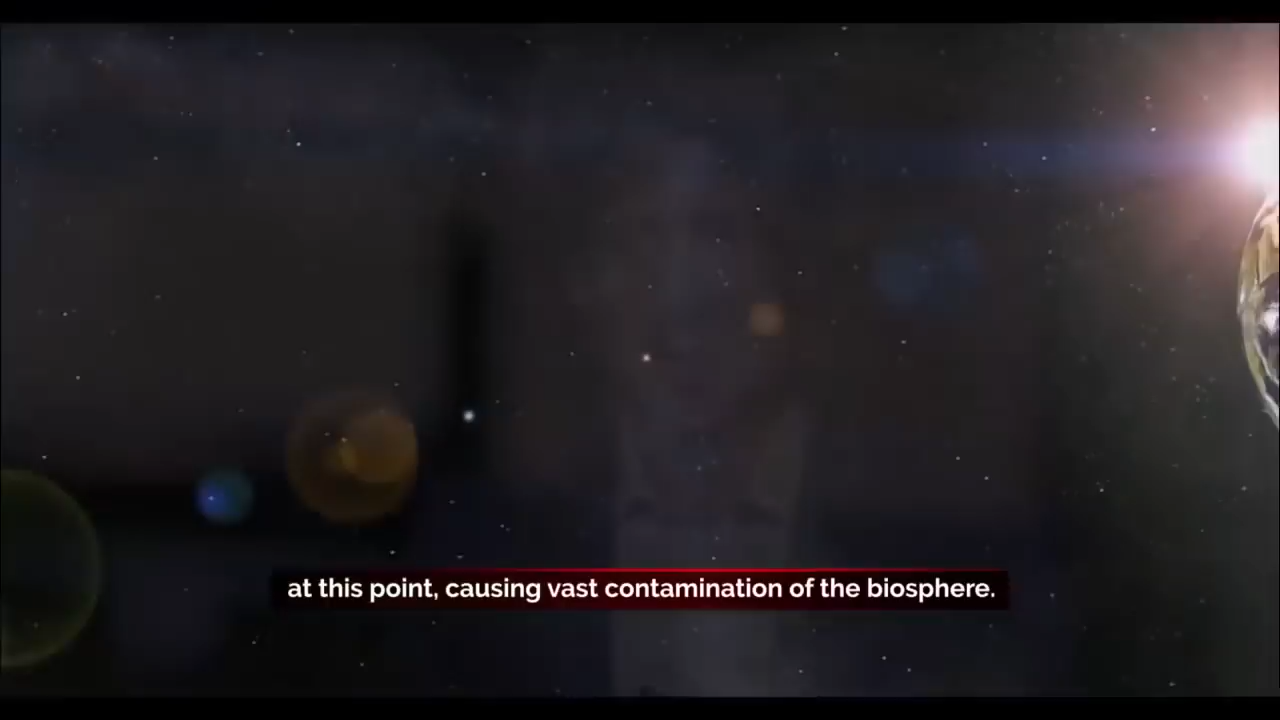 at this point, causing vast contamination of the biosphere.